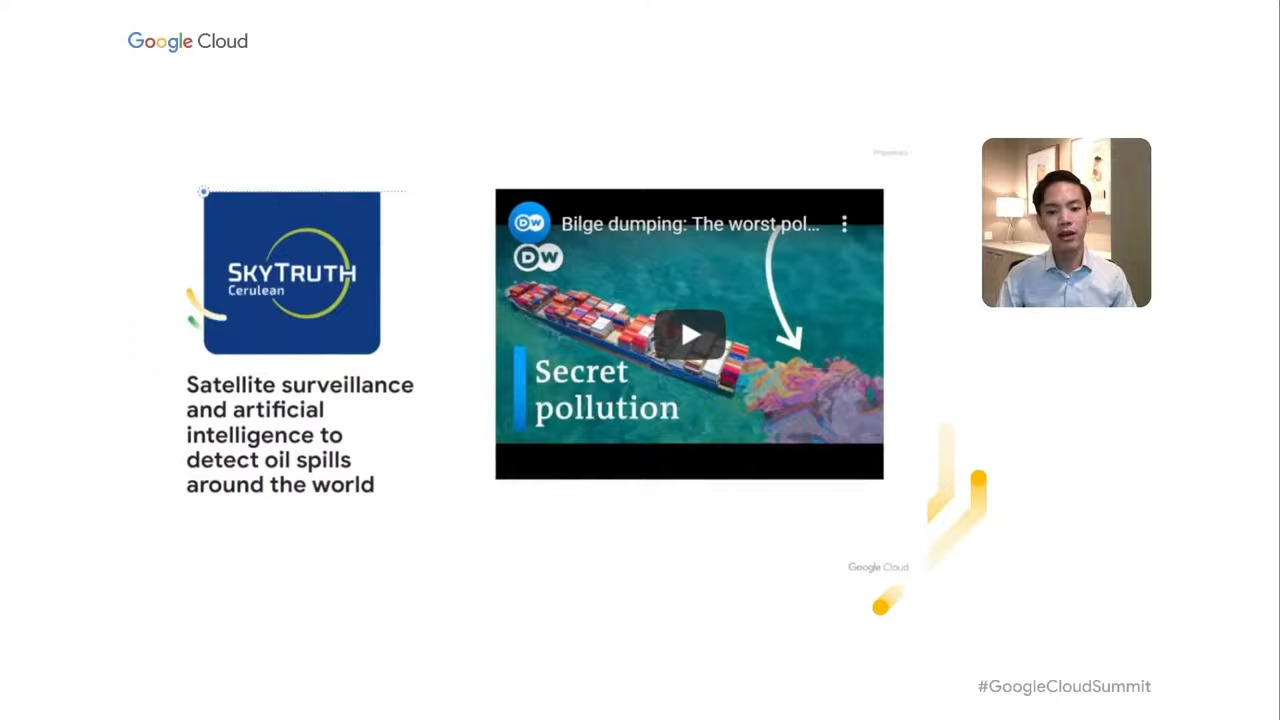 Google Cloud
Proprietary
SKYTRUTH
Cerulean
Satellite surveillance
and artificial
intelligence to
detect oil spills
around the world
DW
Bilge dumping: The worst pol...
DW
Secret
pollution
Google Cloud
#GoogleCloudSummit